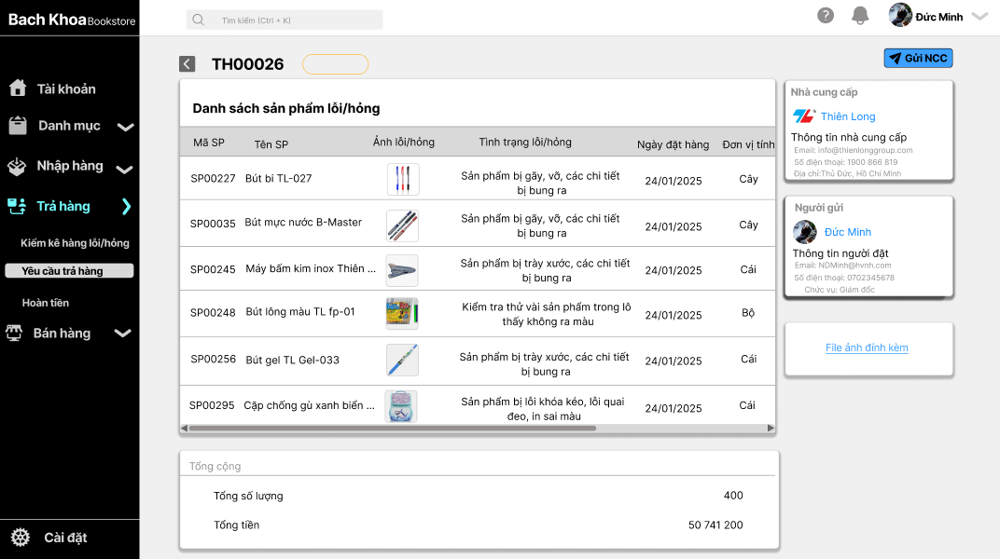 Bach Khoa Bookstore
Tìm kiếm (Ctrl + K)
?
Đức Minh
Tài khoản
Danh mục
Nhập hàng
Trả hàng
Kiểm kê hàng lỗi/hỏng
Yêu cầu trả hàng
Hoàn tiền
Bán hàng
Cài đặt
TH00026
Gửi NCC
Danh sách sản phẩm lỗi/hỏng
Mã SP Tên SP Ảnh lỗi/hỏng Tình trạng lỗi/hỏng Ngày đặt hàng Đơn vị tính
SP00227 Bút bi TL-027 Sản phẩm bị gãy, vỡ, các chi tiết
bị bung ra 24/01/2025 Cây
SP00035 Bút mực nước B-Master Sản phẩm bị gãy, vỡ, các chi tiết
bị bung ra 24/01/2025 Cây
SP00245 Máy bấm kim inox Thiên ... Sản phẩm bị trày xước, các chi tiết
bị bung ra 24/01/2025 Cái
SP00248 Bút lông màu TL fp-01 Kiểm tra thử vài sản phẩm trong lô
thấy không ra màu 24/01/2025 Bộ
SP00256 Bút gel TL Gel-033 Sản phẩm bị trày xước, các chi tiết
bị bung ra 24/01/2025 Cái
SP00295 Cặp chống gù xanh biển ... Sản phẩm bị lỗi khóa kéo, lỗi quai
đeo, in sai màu 24/01/2025 Cái
Tổng cộng
Tổng số lượng 400
Tổng tiền 50 741 200
Nhà cung cấp
TL Thiên Long
Thông tin nhà cung cấp
Email: info@thienlonggroup.com
Số điện thoại: 1900 866 819
Địa chỉ:Thủ Đức, Hồ Chí Minh
Người gửi
Đức Minh
Thông tin người đặt
Email: NDMinh@hvnh.com
Số điện thoại: 0702345678
Chức vụ: Giám đốc
File ảnh đính kèm